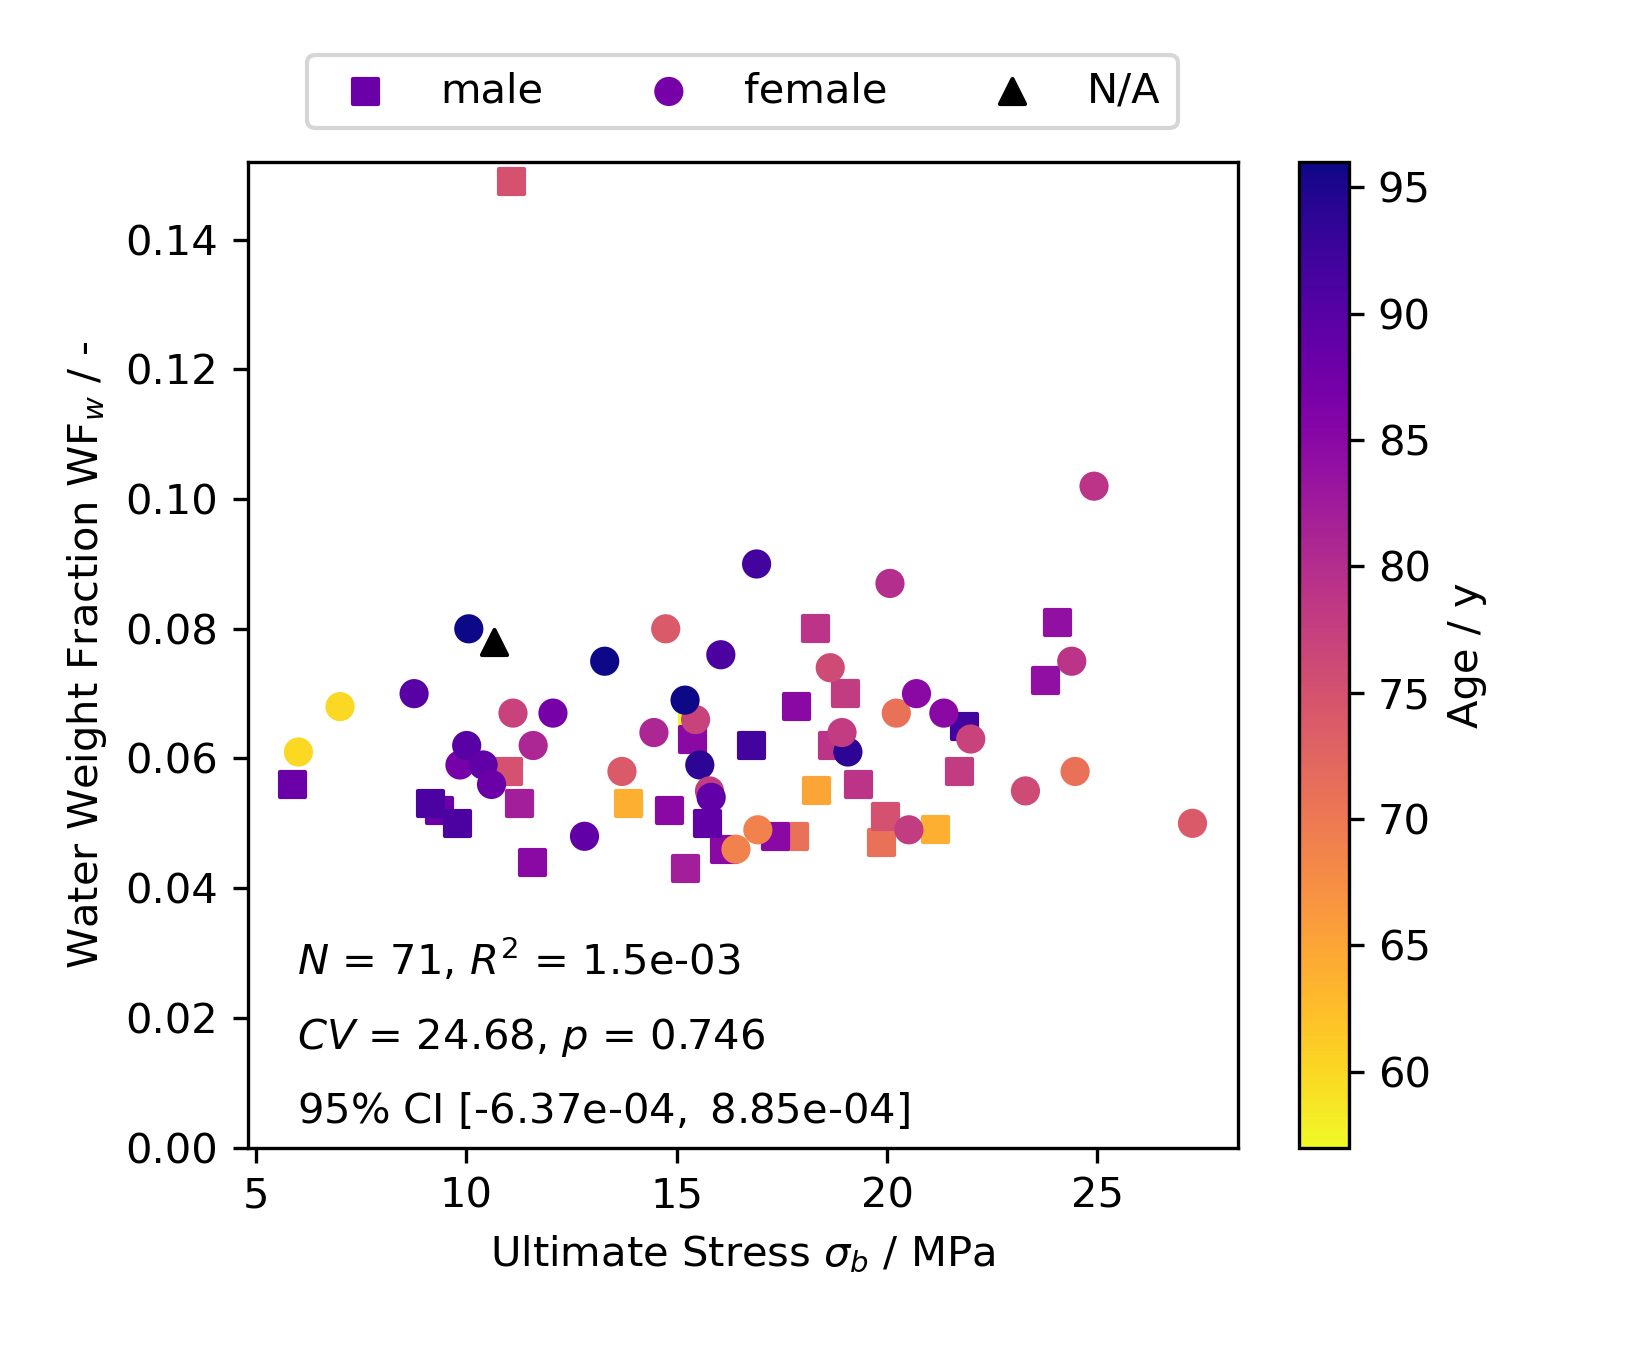 male female N/A
0.14
0.12
0.10
0.08
0.06
0.04
0.02
0.00
Water Weight Fraction WF_w / -
N = 71, R² = 1.5e-03
CV = 24.68, p = 0.746
95% CI [-6.37e-04, 8.85e-04]
5 10 15 20 25
Ultimate Stress σ_b / MPa
95
90
85
80
75
70
65
60
Age / y